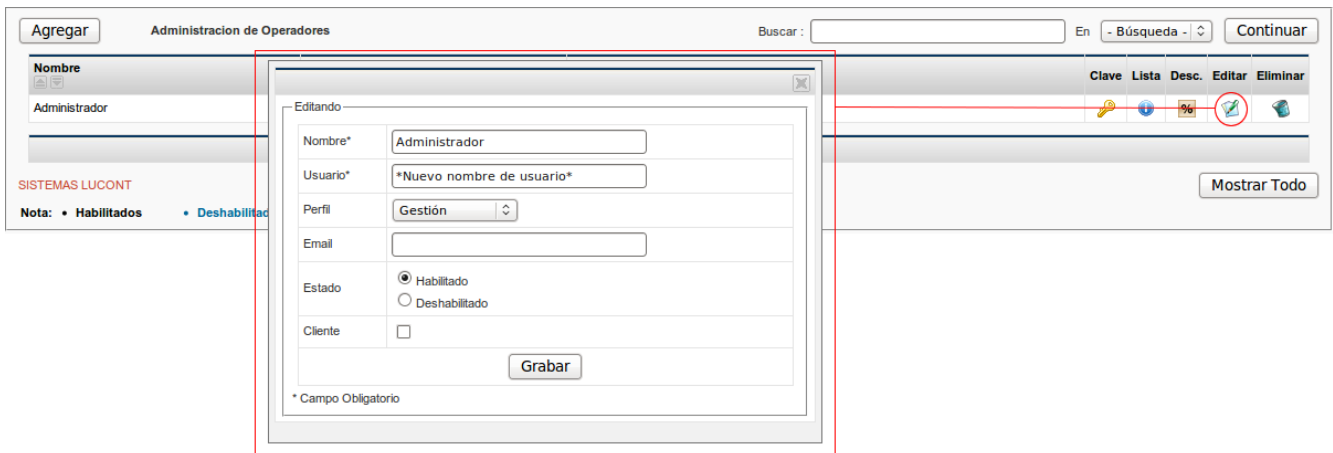 Agregar Administracion de Operadores Buscar : En - Búsqueda - Continuar
Nombre Clave Lista Desc. Editar Eliminar
Administrador %
Editando
Nombre* Administrador
Usuario* *Nuevo nombre de usuario*
Perfil Gestión
Email
Estado Habilitado
Deshabilitado
Cliente
Grabar
* Campo Obligatorio
SISTEMAS LUCONT Mostrar Todo
Nota: • Habilitados • Deshabilitad